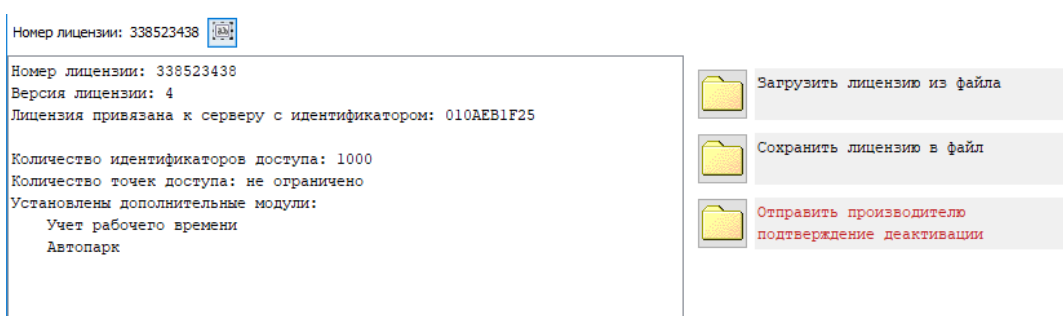 Номер лицензии: 338523438
Номер лицензии: 338523438
Версия лицензии: 4
Лицензия привязана к серверу с идентификатором: 010AEB1F25
Количество идентификаторов доступа: 1000
Количество точек доступа: не ограничено
Установлены дополнительные модули:
Учет рабочего времени
Автопарк
Загрузить лицензию из файла
Сохранить лицензию в файл
Отправить производителю
подтверждение деактивации